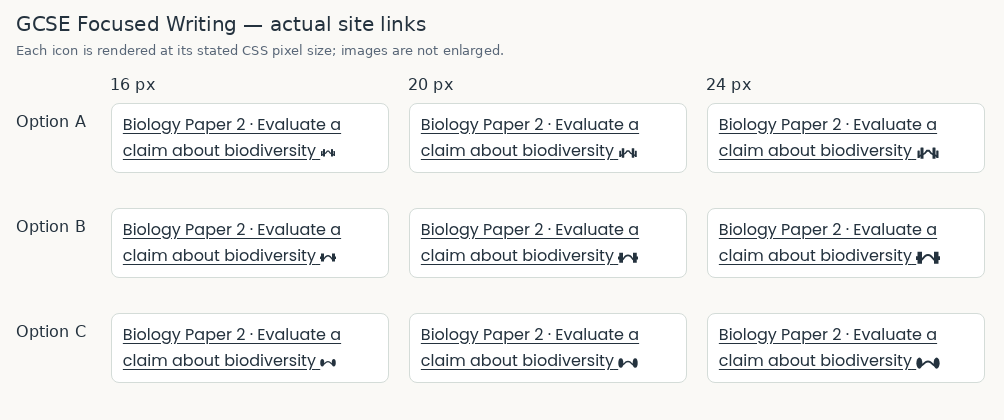 GCSE Focused Writing — actual site links
Each icon is rendered at its stated CSS pixel size; images are not enlarged.
16 px
20 px
24 px
Option A
Biology Paper 2 · Evaluate a
claim about biodiversity
Biology Paper 2 · Evaluate a
claim about biodiversity
Biology Paper 2 · Evaluate a
claim about biodiversity
Option B
Biology Paper 2 · Evaluate a
claim about biodiversity
Biology Paper 2 · Evaluate a
claim about biodiversity
Biology Paper 2 · Evaluate a
claim about biodiversity
Option C
Biology Paper 2 · Evaluate a
claim about biodiversity
Biology Paper 2 · Evaluate a
claim about biodiversity
Biology Paper 2 · Evaluate a
claim about biodiversity